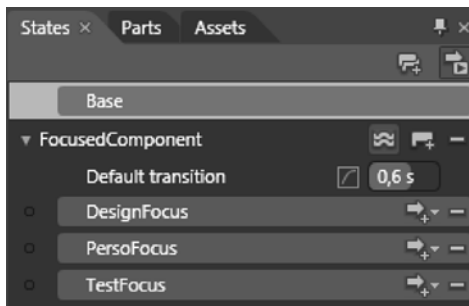 States × Parts Assets
Base
FocusedComponent
Default transition 0,6 s
DesignFocus
PersoFocus
TestFocus